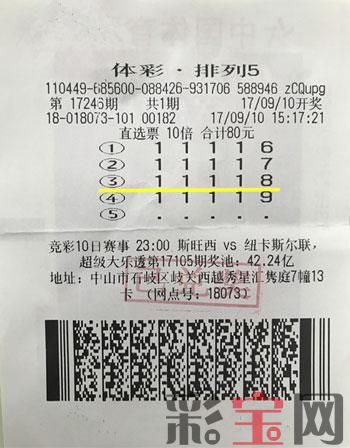 体彩·排列5
110449-685600-088426-931706 588946 zCQupg
第 17246期 共1期 17/09/10开奖
18-018073-101 00182 17/09/10 15:17:21
直选票 10倍 合计80元
① 1 1 1 1 6
② 1 1 1 1 7
③ 1 1 1 1 8
④ 1 1 1 1 9
⑤ . . . . .
竞彩10日赛事 23:00 斯旺西 vs 纽卡斯尔联,
超级大乐透第17105期奖池: 42.24亿
地址: 中山市石岐区岐关西越秀星汇隽庭7幢13
卡 (网点号: 18073)
彩宝网